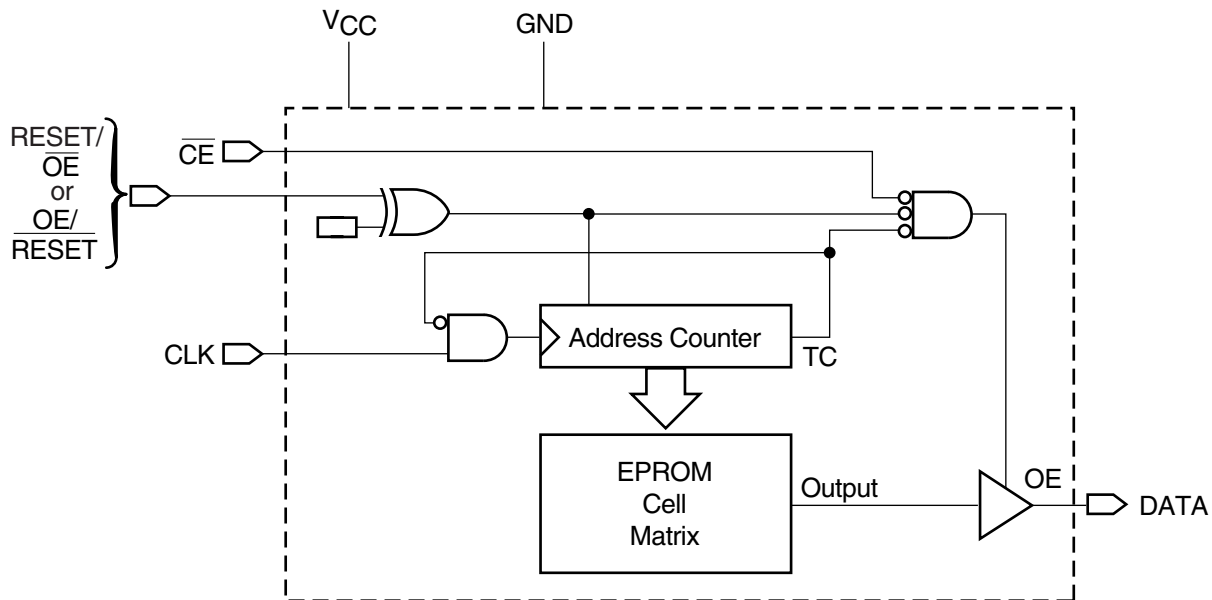 VCC
GND
RESET/
OE
or
OE/
RESET
CE
CLK
Address Counter
TC
EPROM
Cell
Matrix
Output
OE
DATA